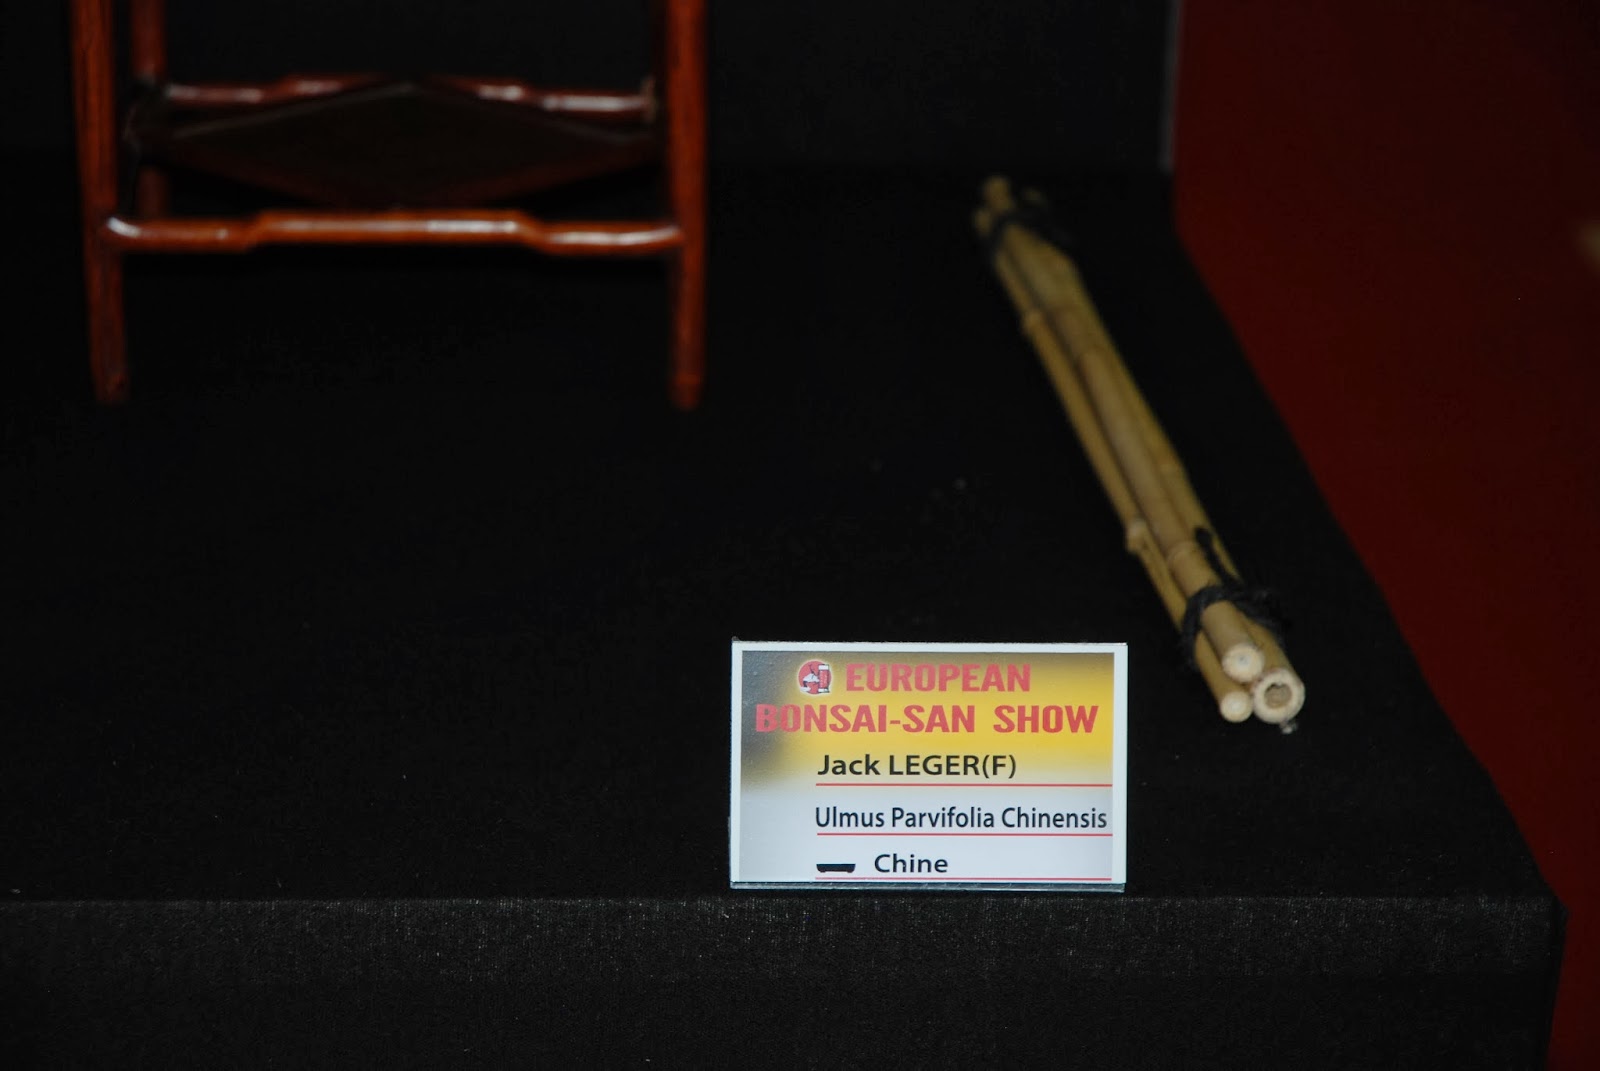 EUROPEAN
BONSAI-SAN SHOW
Jack LEGER(F)
Ulmus Parvifolia Chinensis
Chine